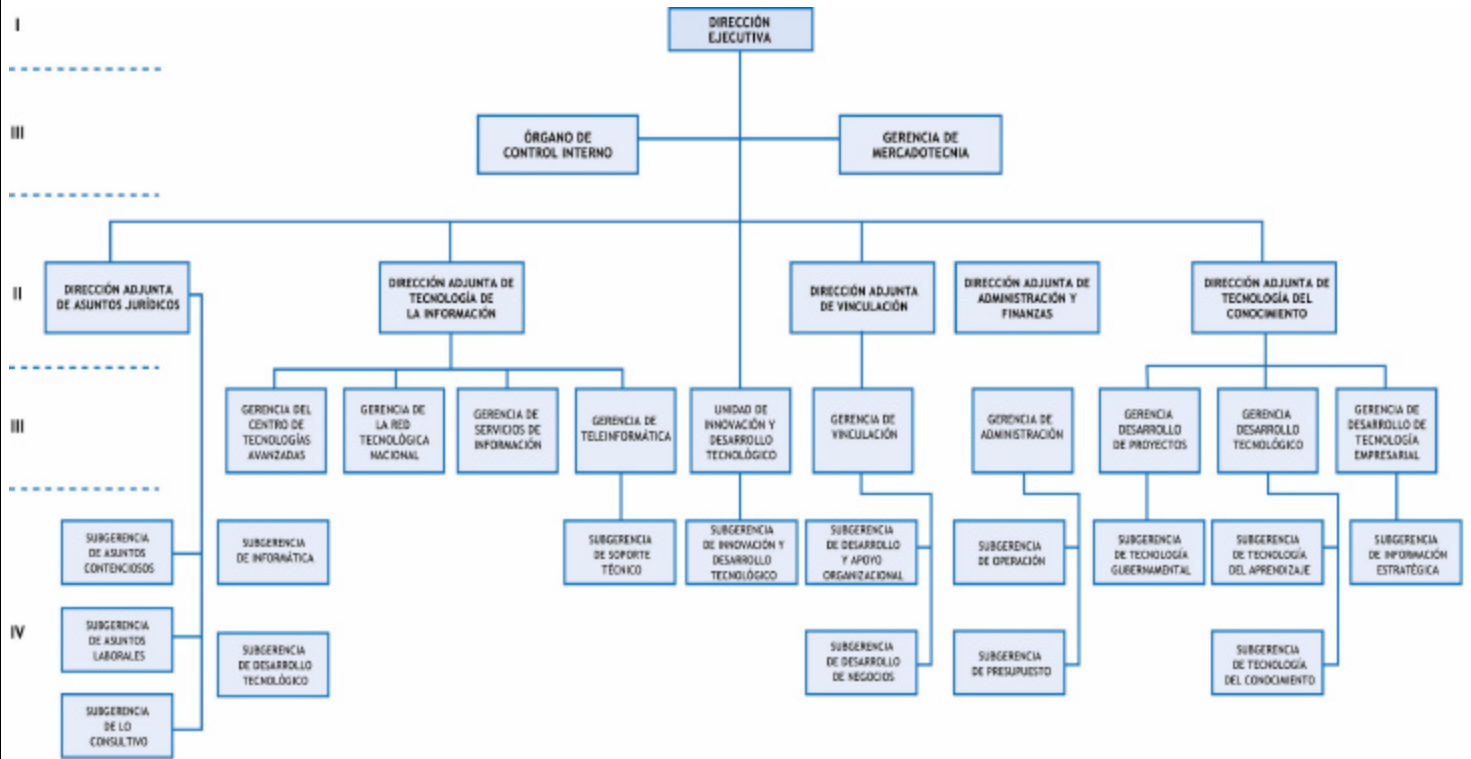 I
DIRECCIÓN
EJECUTIVA
III
ÓRGANO DE
CONTROL INTERNO
GERENCIA DE
MERCADOTECNIA
II
DIRECCIÓN ADJUNTA
DE ASUNTOS JURÍDICOS
DIRECCIÓN ADJUNTA DE
TECNOLOGÍA DE
LA INFORMACIÓN
DIRECCIÓN ADJUNTA
DE VINCULACIÓN
DIRECCIÓN ADJUNTA DE
ADMINISTRACIÓN Y
FINANZAS
DIRECCIÓN ADJUNTA DE
TECNOLOGÍA DEL
CONOCIMIENTO
III
GERENCIA DEL
CENTRO DE
TECNOLOGÍAS
AVANZADAS
GERENCIA DE
LA RED
TECNOLÓGICA
NACIONAL
GERENCIA DE
SERVICIOS DE
INFORMACIÓN
GERENCIA DE
TELEINFORMÁTICA
UNIDAD DE
INNOVACIÓN Y
DESARROLLO
TECNOLÓGICO
GERENCIA DE
VINCULACIÓN
GERENCIA DE
ADMINISTRACIÓN
GERENCIA
DESARROLLO
DE PROYECTOS
GERENCIA
DESARROLLO
TECNOLÓGICO
GERENCIA DE
DESARROLLO DE
TECNOLOGÍA
EMPRESARIAL
IV
SUBGERENCIA
DE ASUNTOS
CONTENCIOSOS
SUBGERENCIA
DE INFORMÁTICA
SUBGERENCIA
DE SOPORTE
TÉCNICO
SUBGERENCIA
DE INNOVACIÓN Y
DESARROLLO
TECNOLÓGICO
SUBGERENCIA
DE DESARROLLO
Y APOYO
ORGANIZACIONAL
SUBGERENCIA
DE OPERACIÓN
SUBGERENCIA
DE TECNOLOGÍA
GUBERNAMENTAL
SUBGERENCIA
DE TECNOLOGÍA
DEL APRENDIZAJE
SUBGERENCIA
DE INFORMACIÓN
ESTRATÉGICA
SUBGERENCIA
DE ASUNTOS
LABORALES
SUBGERENCIA
DE DESARROLLO
TECNOLÓGICO
SUBGERENCIA
DE DESARROLLO
DE NEGOCIOS
SUBGERENCIA
DE PRESUPUESTO
SUBGERENCIA
DE TECNOLOGÍA
DEL CONOCIMIENTO
SUBGERENCIA
DE LO
CONSULTIVO